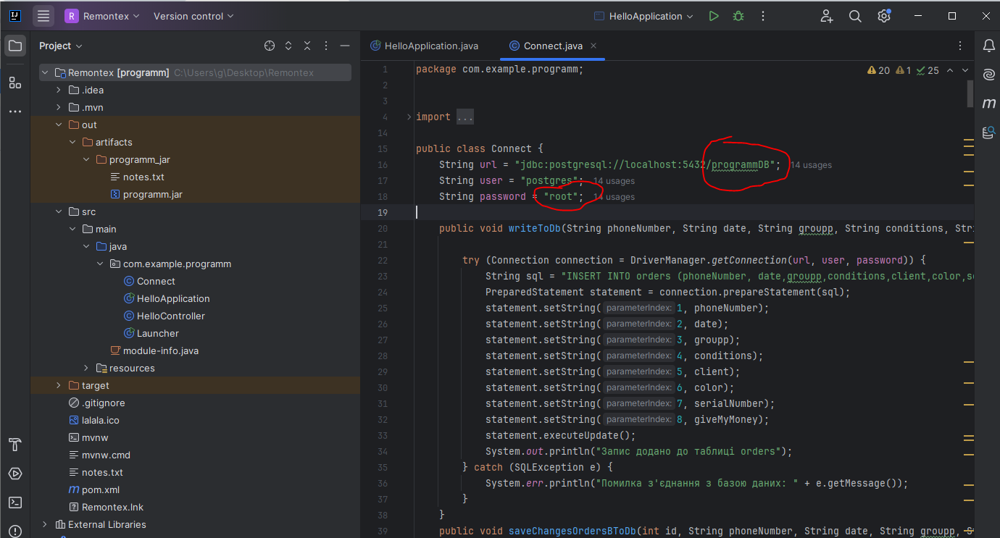 R Remontex Version control HelloApplication
Project
HelloApplication.java Connect.java
Remontex [programm] C:\Users\g\Desktop\Remontex
.idea
.mvn
out
artifacts
programm_jar
notes.txt
programm.jar
src
main
java
com.example.programm
Connect
HelloApplication
HelloController
Launcher
module-info.java
resources
target
.gitignore
lalala.ico
mvnw
mvnw.cmd
notes.txt
pom.xml
Remontex.lnk
External Libraries
20 1 25
1 package com.example.programm;
2
3
4 import ...
14
15 public class Connect {
16 String url = "jdbc:postgresql://localhost:5432/programmDB"; 14 usages
17 String user = "postgres"; 14 usages
18 String password = "root"; 14 usages
19
20 public void writeToDb(String phoneNumber, String date, String groupp, String conditions, Stri
21
22 try (Connection connection = DriverManager.getConnection(url, user, password)) {
23 String sql = "INSERT INTO orders (phoneNumber, date,groupp,conditions,client,color,se
24 PreparedStatement statement = connection.prepareStatement(sql);
25 statement.setString( parameterIndex: 1, phoneNumber);
26 statement.setString( parameterIndex: 2, date);
27 statement.setString( parameterIndex: 3, groupp);
28 statement.setString( parameterIndex: 4, conditions);
29 statement.setString( parameterIndex: 5, client);
30 statement.setString( parameterIndex: 6, color);
31 statement.setString( parameterIndex: 7, serialNumber);
32 statement.setString( parameterIndex: 8, giveMyMoney);
33 statement.executeUpdate();
34 System.out.println("Запис додано до таблиці orders");
35 } catch (SQLException e) {
36 System.err.println("Помилка з'єднання з базою даних: " + e.getMessage());
37 }
38 }
39 public void saveChangesOrdersBToDb(int id, String phoneNumber, String date, String groupp, S